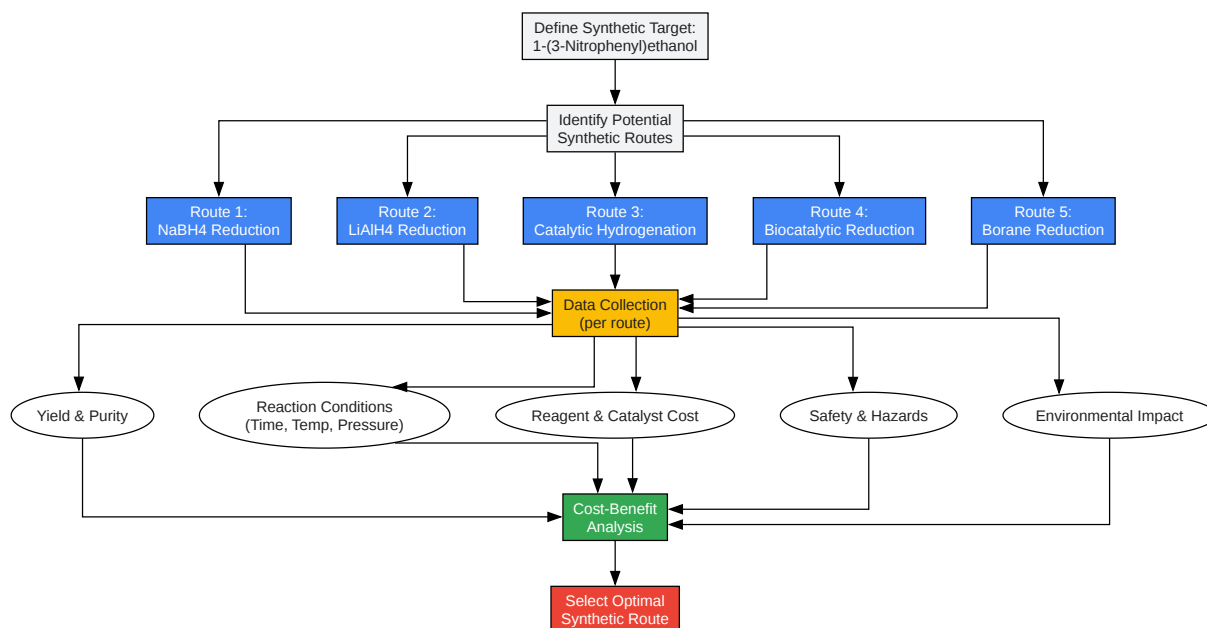 Define Synthetic Target:
1-(3-Nitrophenyl)ethanol
Identify Potential
Synthetic Routes
Route 1:
NaBH4 Reduction
Route 2:
LiAlH4 Reduction
Route 3:
Catalytic Hydrogenation
Route 4:
Biocatalytic Reduction
Route 5:
Borane Reduction
Data Collection
(per route)
Yield & Purity
Reaction Conditions
(Time, Temp, Pressure)
Reagent & Catalyst Cost
Safety & Hazards
Environmental Impact
Cost-Benefit
Analysis
Select Optimal
Synthetic Route